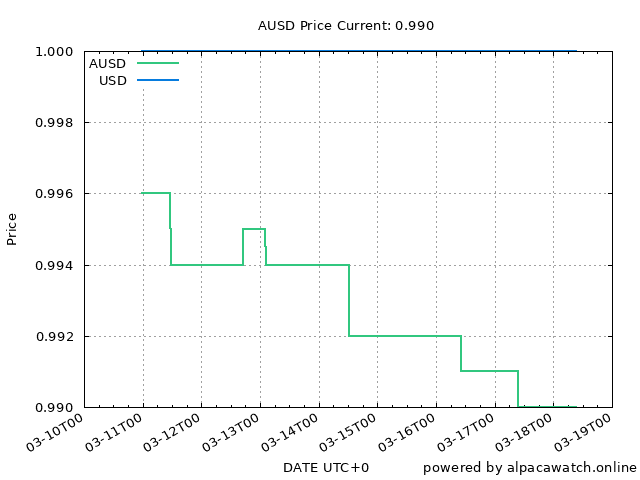 AUSD Price Current: 0.990
1.000
AUSD
USD
0.998
0.996
Price
0.994
0.992
0.990
03-10T00 03-11T00 03-12T00 03-13T00 03-14T00 03-15T00 03-16T00 03-17T00 03-18T00 03-19T00
DATE UTC+0 powered by alpacawatch.online